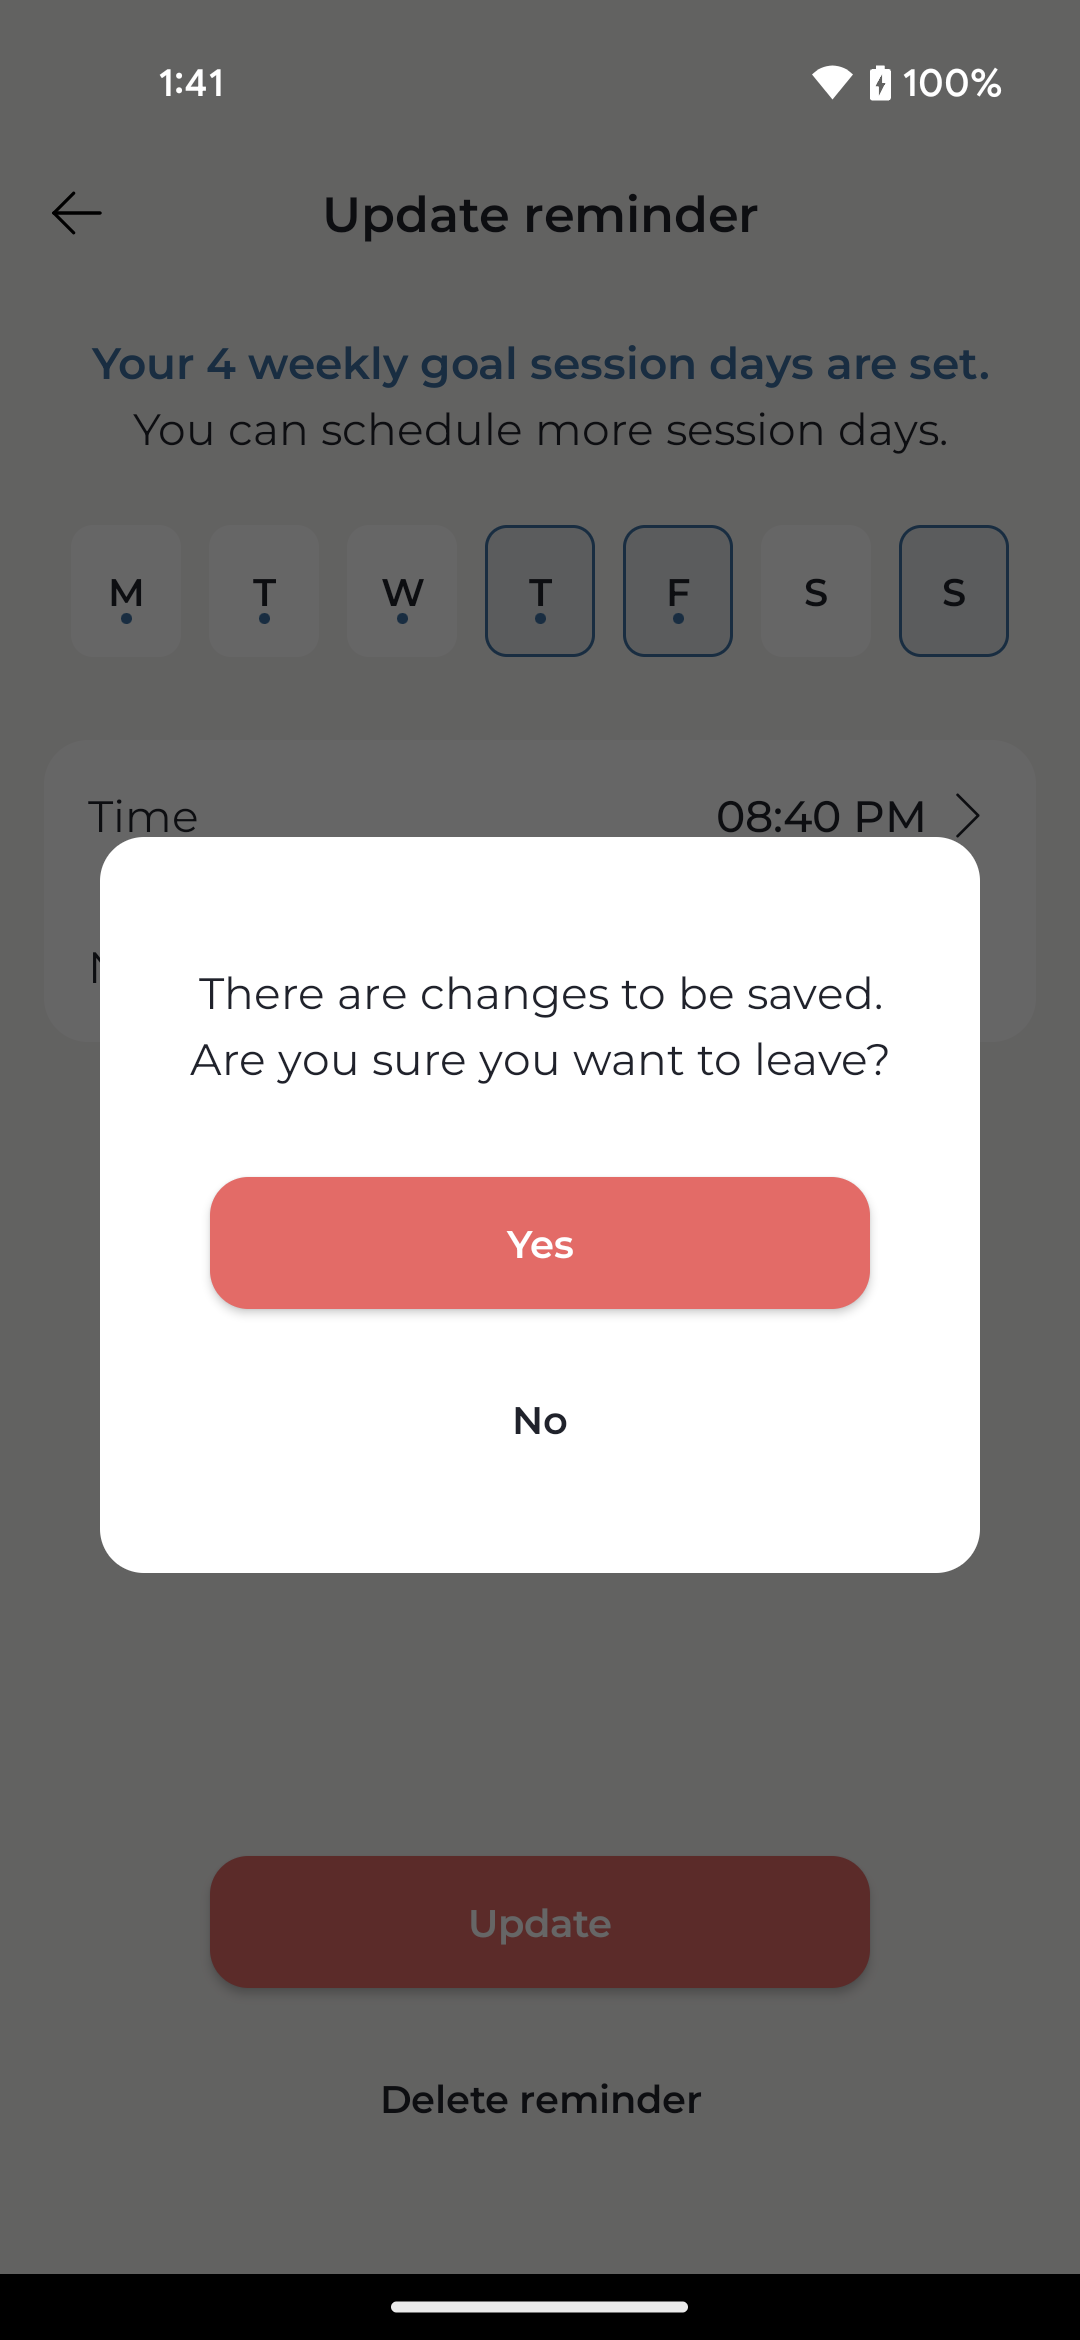 1:41 100%
Update reminder
Your 4 weekly goal session days are set.
You can schedule more session days.
M T W T F S S
Time 08:40 PM
There are changes to be saved.
Are you sure you want to leave?
Yes
No
Update
Delete reminder